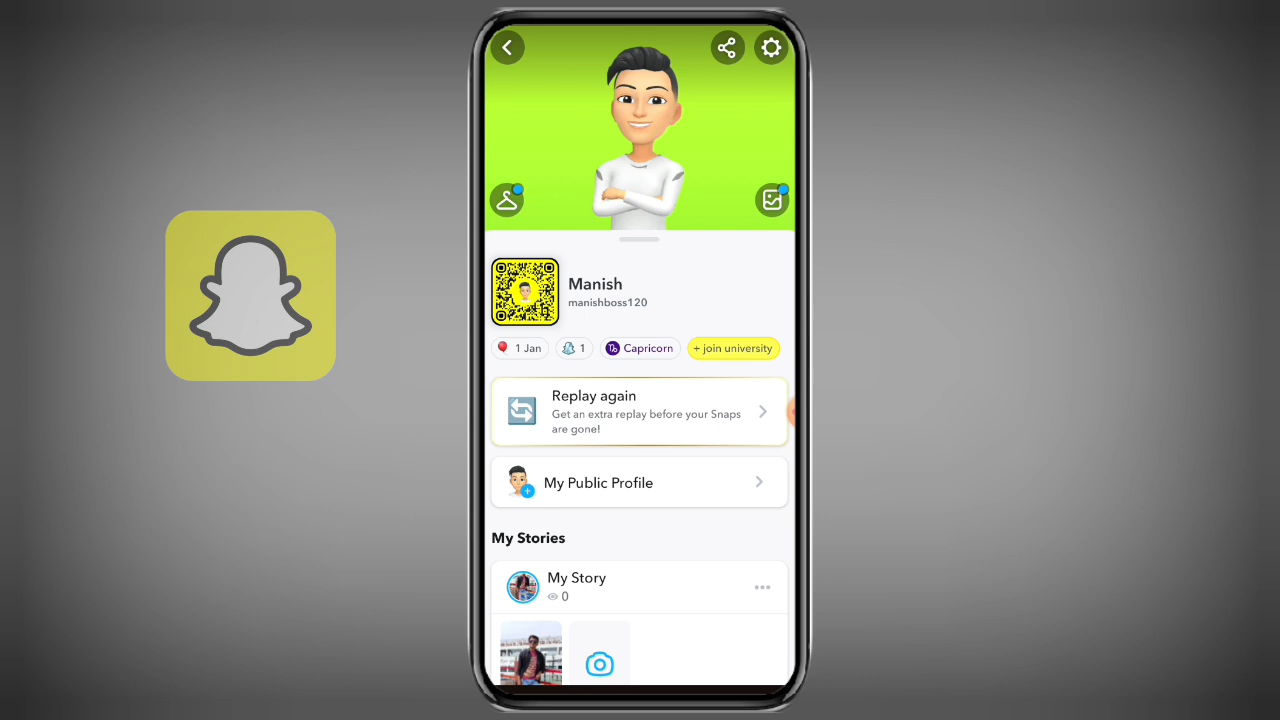 Manish
manishboss120
1 Jan
1
Capricorn
+ join university
Replay again
Get an extra replay before your Snaps
are gone!
My Public Profile
My Stories
My Story
0